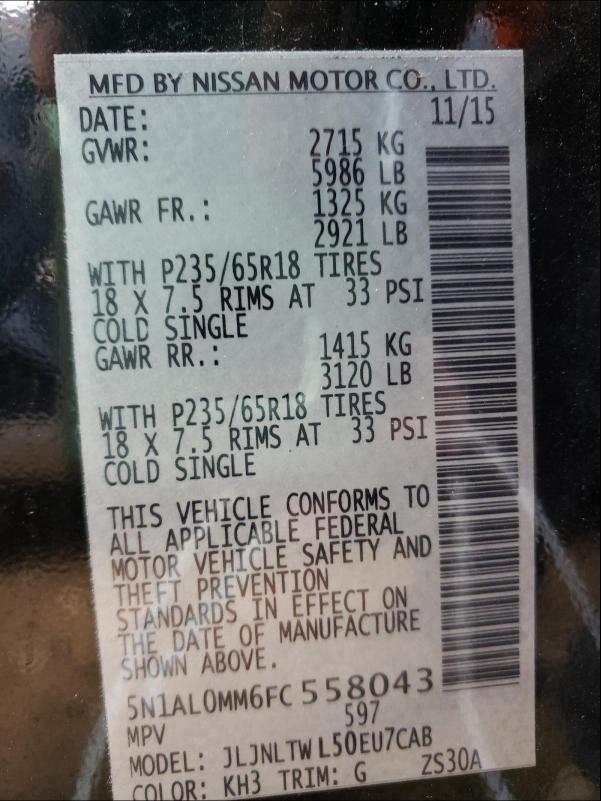 MFD BY NISSAN MOTOR CO., LTD.
DATE: 11/15
GVWR: 2715 KG
5986 LB
GAWR FR.: 1325 KG
2921 LB
WITH P235/65R18 TIRES
18 X 7.5 RIMS AT 33 PSI
COLD SINGLE
GAWR RR.: 1415 KG
3120 LB
WITH P235/65R18 TIRES
18 X 7.5 RIMS AT 33 PSI
COLD SINGLE
THIS VEHICLE CONFORMS TO
ALL APPLICABLE FEDERAL
MOTOR VEHICLE SAFETY AND
THEFT PREVENTION
STANDARDS IN EFFECT ON
THE DATE OF MANUFACTURE
SHOWN ABOVE.
5N1AL0MM6FC558043
MPV 597
MODEL: JLJNLTWL50EU7CAB
COLOR: KH3 TRIM: G ZS30A